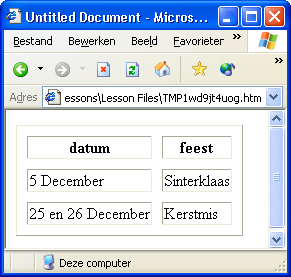 Untitled Document - Micros...
Bestand Bewerken Beeld Favorieten »
»
Adres essons\Lesson Files\TMP1wd9jt4uog.htm
datum feest
5 December Sinterklaas
25 en 26 December Kerstmis
Deze computer